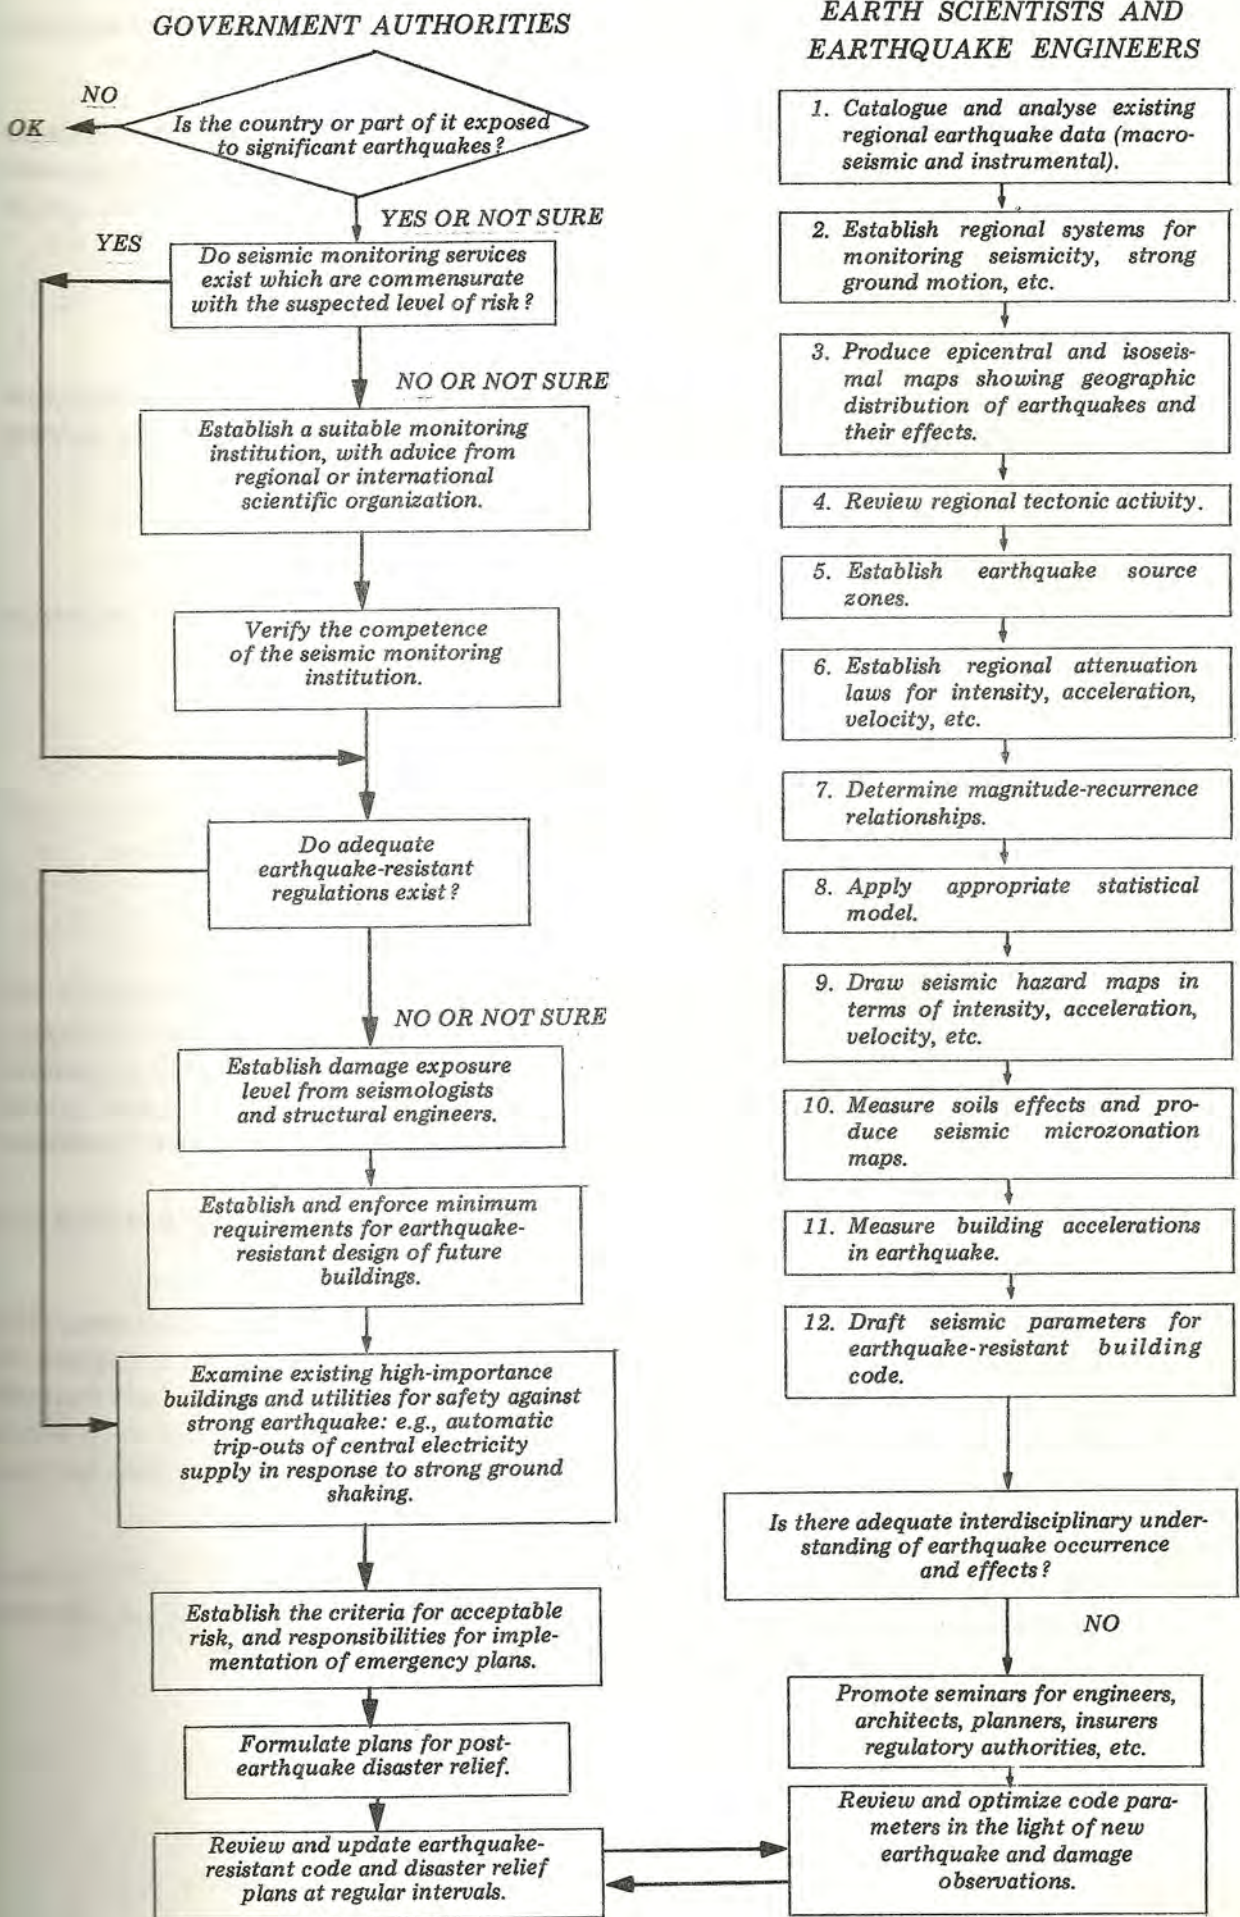 GOVERNMENT AUTHORITIES
NO
OK
Is the country or part of it exposed
to significant earthquakes?
YES OR NOT SURE
YES
Do seismic monitoring services
exist which are commensurate
with the suspected level of risk?
NO OR NOT SURE
Establish a suitable monitoring
institution, with advice from
regional or international
scientific organization.
Verify the competence
of the seismic monitoring
institution.
Do adequate
earthquake-resistant
regulations exist?
NO OR NOT SURE
Establish damage exposure
level from seismologists
and structural engineers.
Establish and enforce minimum
requirements for earthquake-
resistant design of future
buildings.
Examine existing high-importance
buildings and utilities for safety against
strong earthquake: e.g., automatic
trip-outs of central electricity
supply in response to strong ground
shaking.
Establish the criteria for acceptable
risk, and responsibilities for imple-
mentation of emergency plans.
Formulate plans for post-
earthquake disaster relief.
Review and update earthquake-
resistant code and disaster relief
plans at regular intervals.
EARTH SCIENTISTS AND
EARTHQUAKE ENGINEERS
1. Catalogue and analyse existing
regional earthquake data (macro-
seismic and instrumental).
2. Establish regional systems for
monitoring seismicity, strong
ground motion, etc.
3. Produce epicentral and isoseis-
mal maps showing geographic
distribution of earthquakes and
their effects.
4. Review regional tectonic activity.
5. Establish earthquake source
zones.
6. Establish regional attenuation
laws for intensity, acceleration,
velocity, etc.
7. Determine magnitude-recurrence
relationships.
8. Apply appropriate statistical
model.
9. Draw seismic hazard maps in
terms of intensity, acceleration,
velocity, etc.
10. Measure soils effects and pro-
duce seismic microzonation
maps.
11. Measure building accelerations
in earthquake.
12. Draft seismic parameters for
earthquake-resistant building
code.
Is there adequate interdisciplinary under-
standing of earthquake occurrence
and effects?
NO
Promote seminars for engineers,
architects, planners, insurers
regulatory authorities, etc.
Review and optimize code para-
meters in the light of new
earthquake and damage
observations.